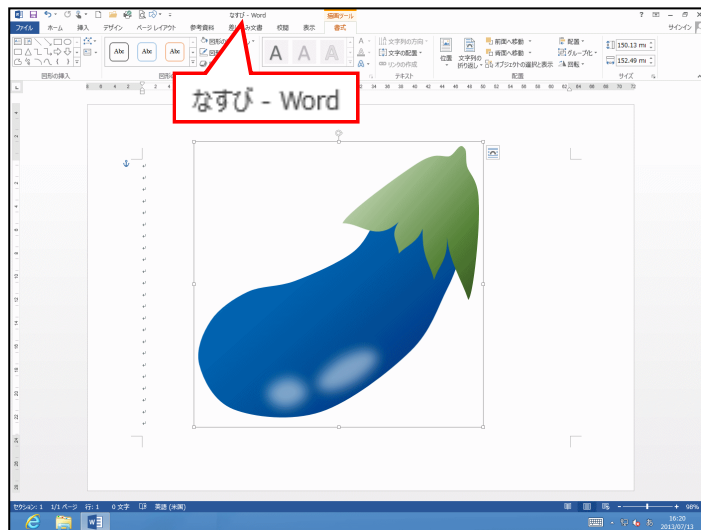 なすび - Word
描画ツール
ファイル ホーム 挿入 デザイン ページ レイアウト 参考資料 校閲 表示 書式
サインイン
Abc Abc Abc
A A A
文字列の方向
文字の配置
リンクの作成
位置 文字列の折り返し
前面へ移動
背面へ移動
オブジェクトの選択と表示
配置
グループ化
回転
150.13 mm
152.49 mm
図形の挿入 テキスト 配置 サイズ
なすび - Word
セクション: 1 1/1 ページ 行: 1 0 文字 英語 (米国) 98%
16:20
2013/07/13